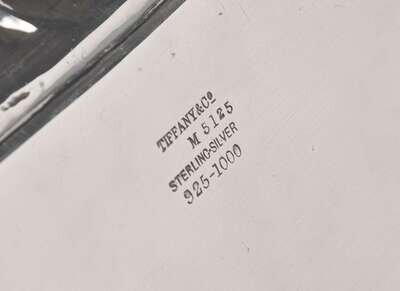 TIFFANY&Co
M 5125
STERLING-SILVER
925-1000